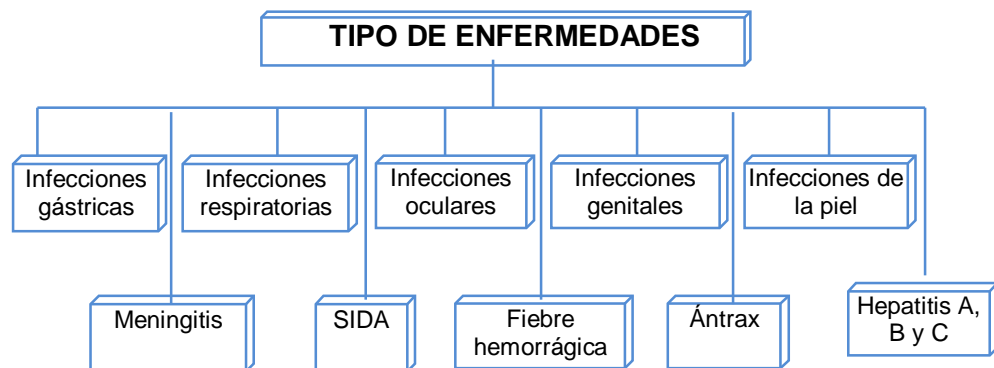 TIPO DE ENFERMEDADES
Infecciones
gástricas
Infecciones
respiratorias
Infecciones
oculares
Infecciones
genitales
Infecciones de
la piel
Meningitis
SIDA
Fiebre
hemorrágica
Ántrax
Hepatitis A,
B y C